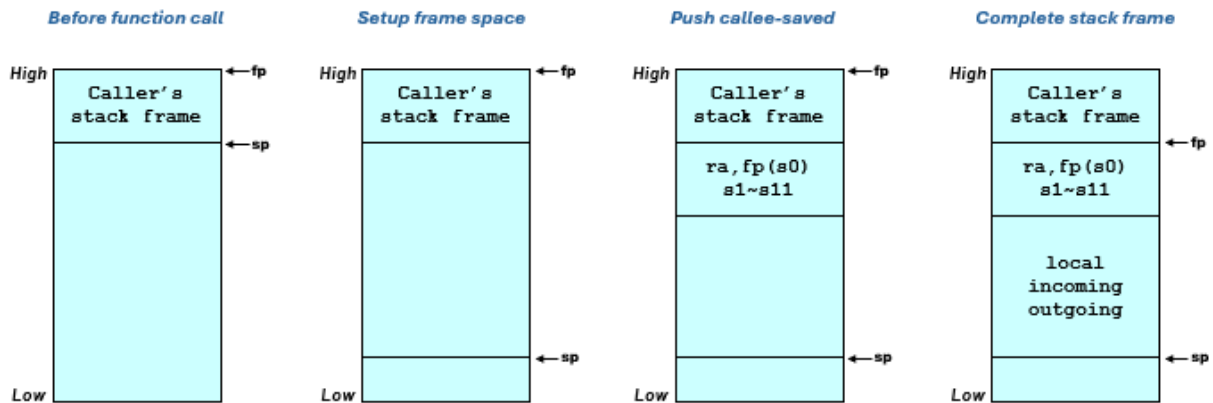 Before function call
Setup frame space
Push callee-saved
Complete stack frame
High
Caller's
stack frame
fp
sp
Low
High
Caller's
stack frame
fp
sp
Low
High
Caller's
stack frame
fp
ra,fp(s0)
s1~s11
sp
Low
High
Caller's
stack frame
fp
ra,fp(s0)
s1~s11
local
incoming
outgoing
sp
Low